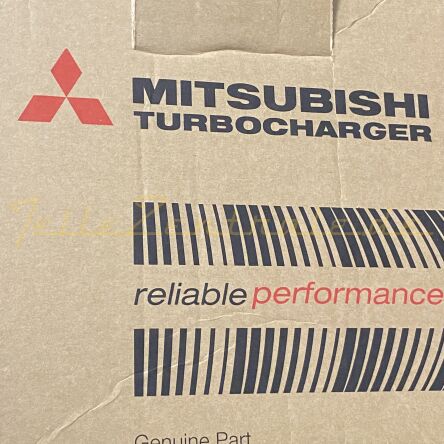 MITSUBISHI
TURBOCHARGER
reliable performance
Genuine Part